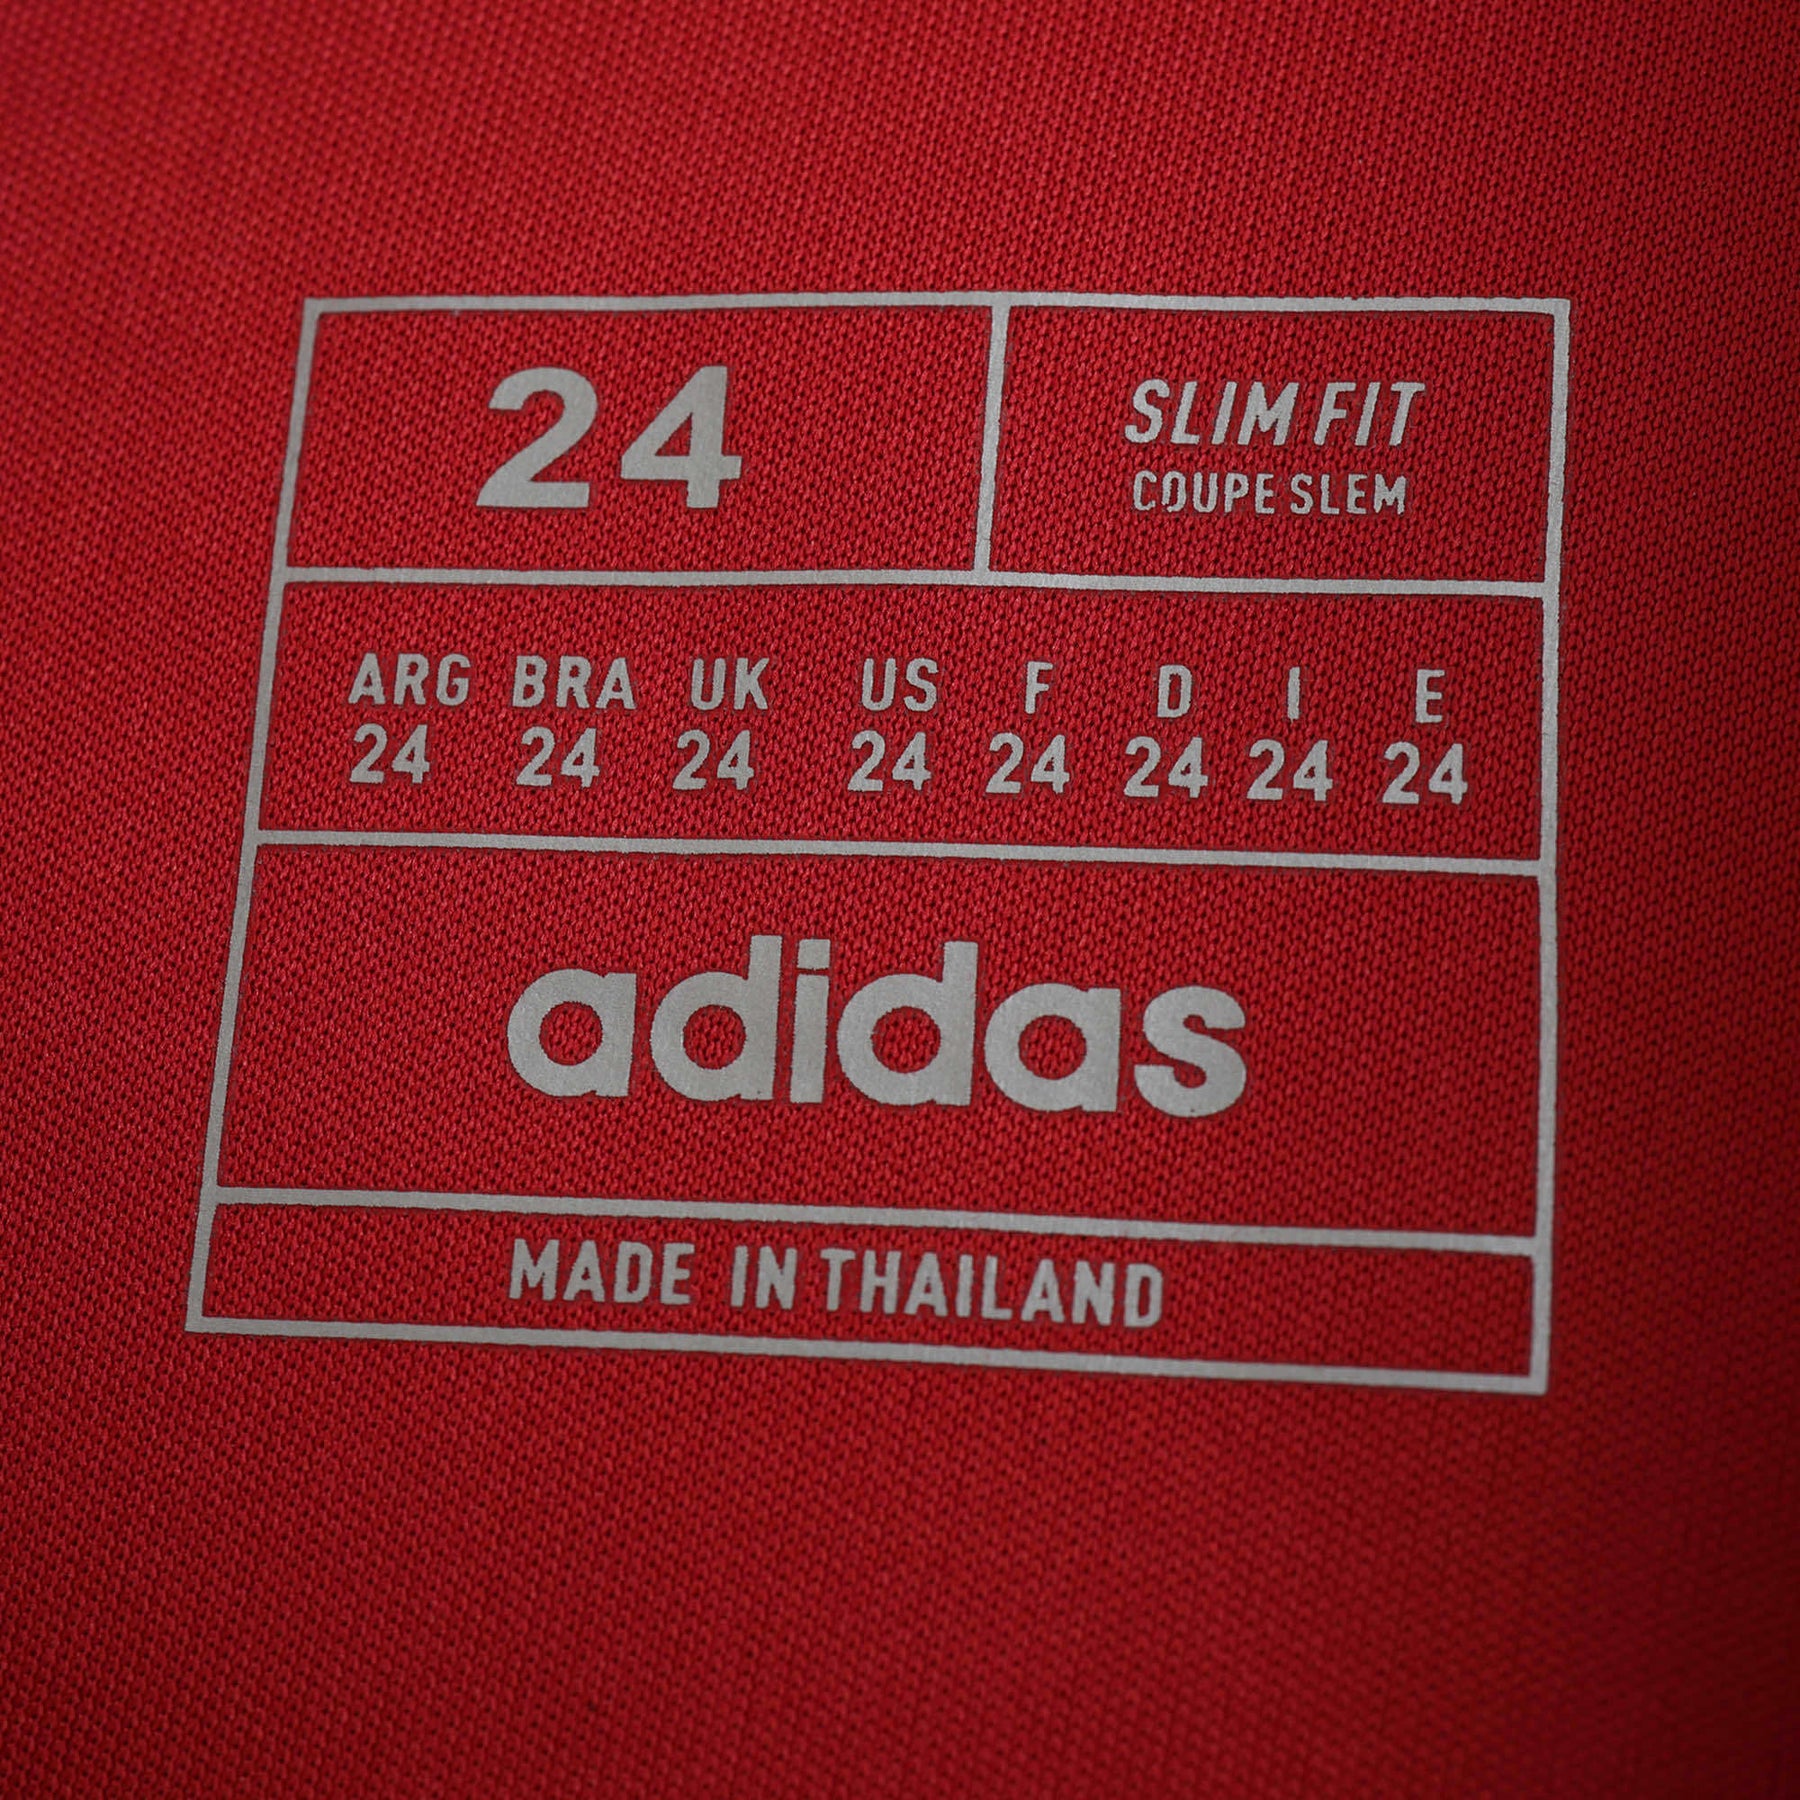 24
SLIM FIT
COUPE SLEM
ARG BRA UK US F D I E
24 24 24 24 24 24 24 24
adidas
MADE IN THAILAND